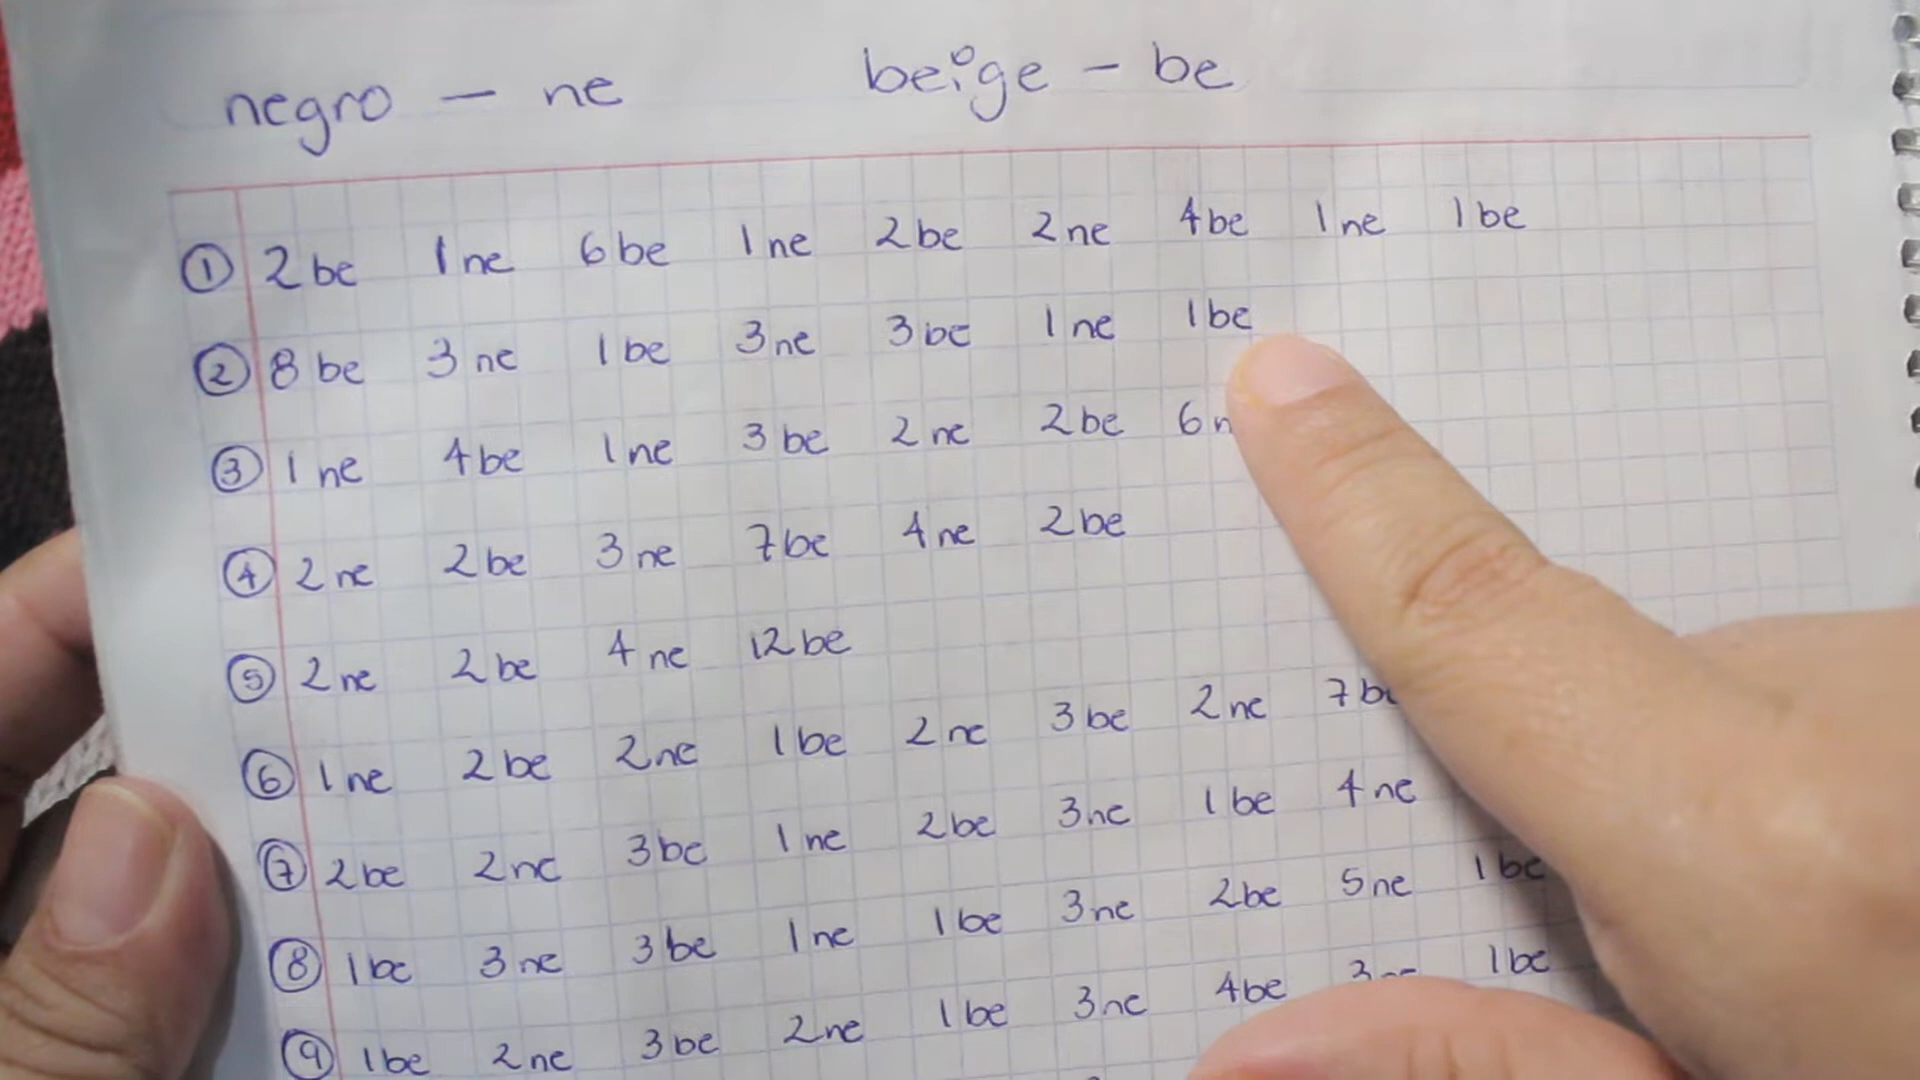 negro – ne beige – be
① 2 be 1 ne 6 be 1 ne 2 be 2 ne 4 be 1 ne 1 be
② 8 be 3 ne 1 be 3 ne 3 be 1 ne 1 be
③ 1 ne 4 be 1 ne 3 be 2 ne 2 be 6
④ 2 ne 2 be 3 ne 7 be 4 ne 2 be
⑤ 2 ne 2 be 4 ne 12 be
⑥ 1 ne 2 be 2 ne 1 be 2 ne 3 be 2 ne 7
⑦ 2 be 2 ne 3 be 1 ne 2 be 3 ne 1 be 4 ne
⑧ 1 be 3 ne 3 be 1 ne 1 be 3 ne 2 be 5 ne 1 be
⑨ 1 be 2 ne 3 be 2 ne 1 be 3 ne 4 be 1 be